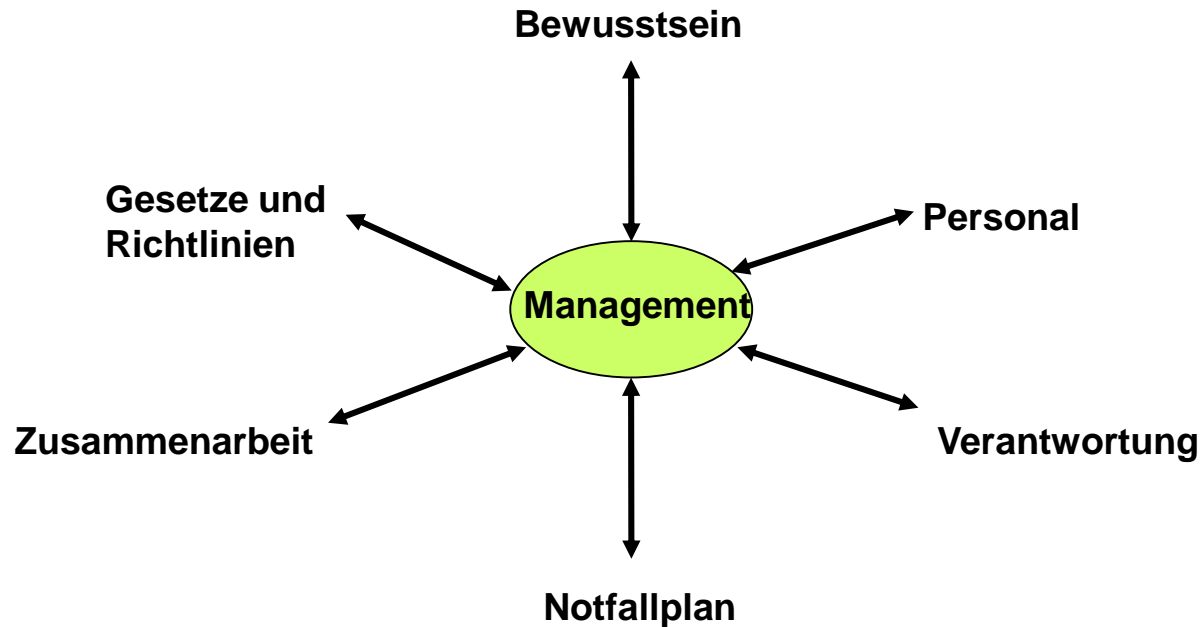 Bewusstsein
Gesetze und
Richtlinien
Personal
Management
Zusammenarbeit
Verantwortung
Notfallplan